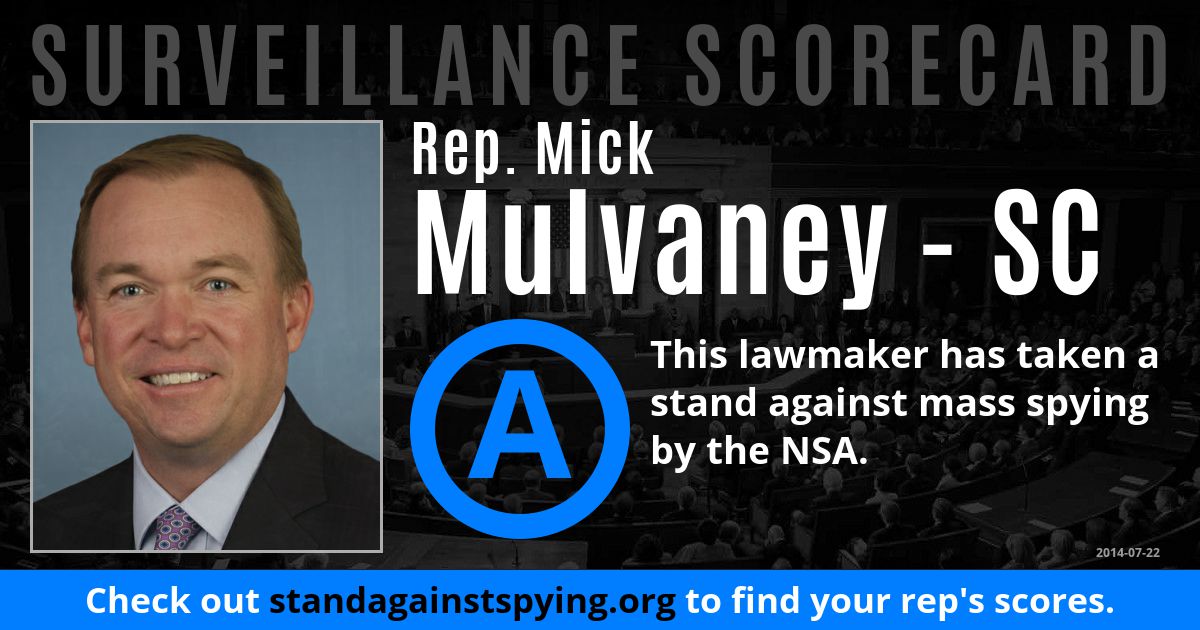 SURVEILLANCE SCORECARD
Rep. Mick
Mulvaney - SC
A
This lawmaker has taken a
stand against mass spying
by the NSA.
2014-07-22
Check out standagainstspying.org to find your rep's scores.